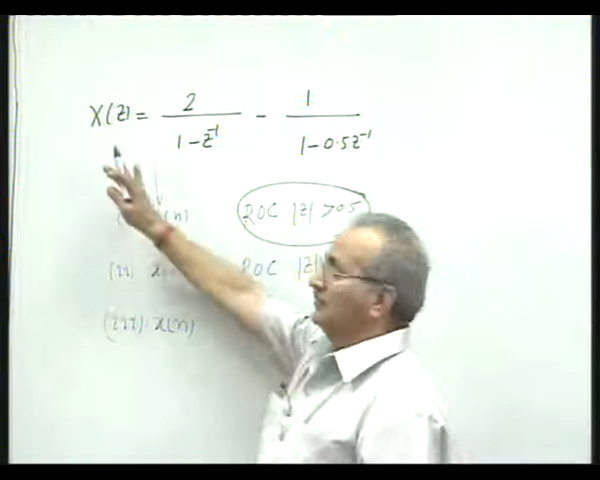 X(z) = 2 / (1 - z⁻¹) - 1 / (1 - 0.5z⁻¹)
(n) ROC |z| > 0.5
(ii) x ROC |z|
(iii) x(n)